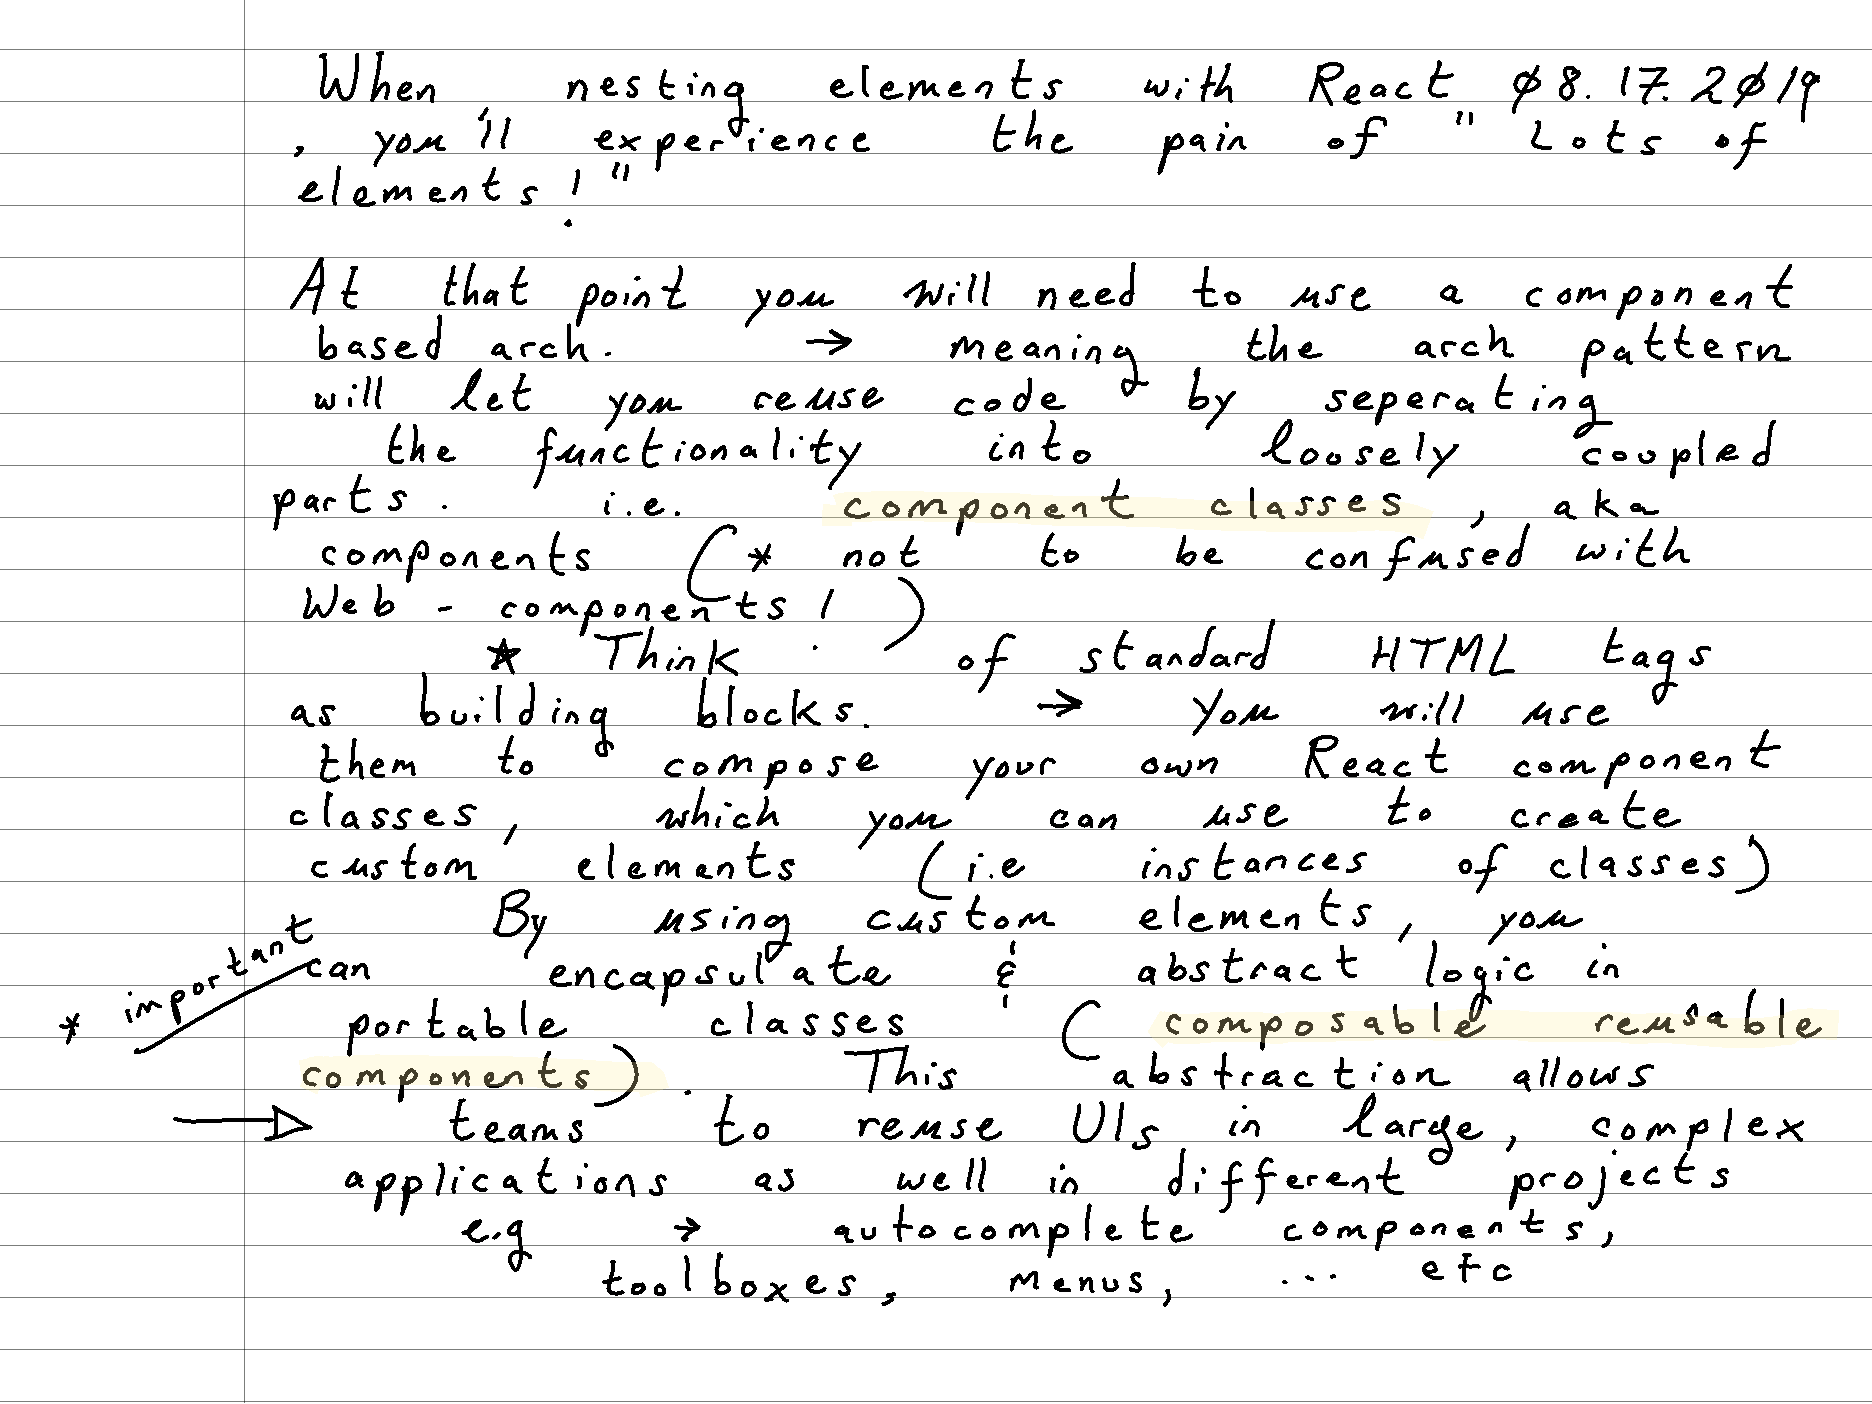 When nesting elements with React Ø8.17.2Ø19
, you'll experience the pain of "Lots of
elements!"
At that point you will need to use a component
based arch. → meaning the arch pattern
will let you reuse code by seperating
the functionality into loosely coupled
parts. i.e. component classes, aka
components (* not to be confused with
Web-components!)
★ Think of standard HTML tags
as building blocks. → You will use
them to compose your own React component
classes, which you can use to create
custom elements (i.e instances of classes)
By using custom elements, you
* important
can encapsulate & abstract logic in
portable classes (composable reusable
components). This abstraction allows
→ teams to reuse UIs in large, complex
applications as well in different projects
e.g → autocomplete components,
toolboxes, menus, ... etc